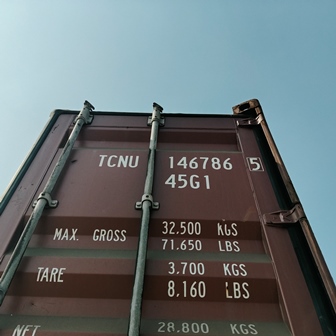 TCNU 146786 5
45G1
MAX. GROSS 32.500 KGS
71.650 LBS
TARE 3.700 KGS
8.160 LBS
NET 28.800 KGS